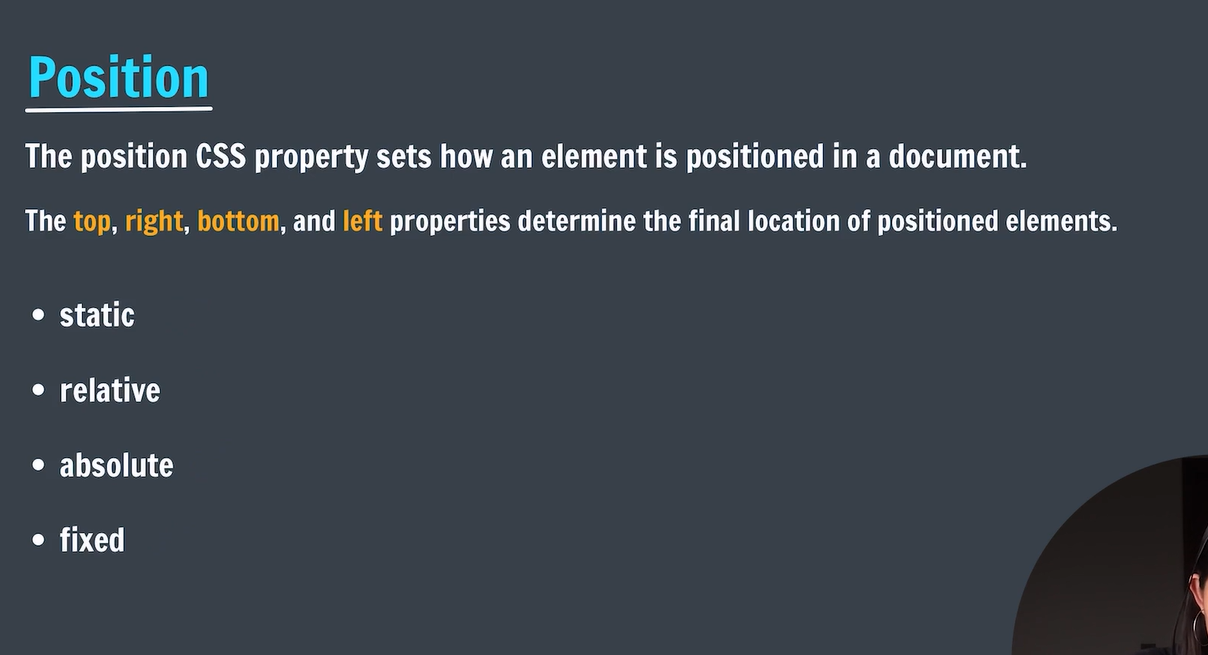 Position
The position CSS property sets how an element is positioned in a document.
The top, right, bottom, and left properties determine the final location of positioned elements.
• static
• relative
• absolute
• fixed